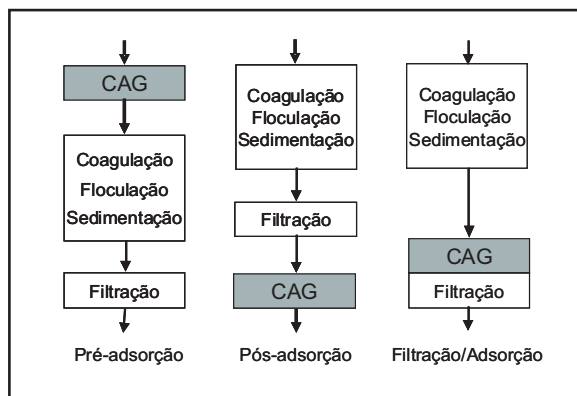 CAG
Coagulação
Floculação
Sedimentação
Filtração
Pré-adsorção
Coagulação
Floculação
Sedimentação
Filtração
CAG
Pós-adsorção
Coagulação
Floculação
Sedimentação
CAG
Filtração
Filtração/Adsorção